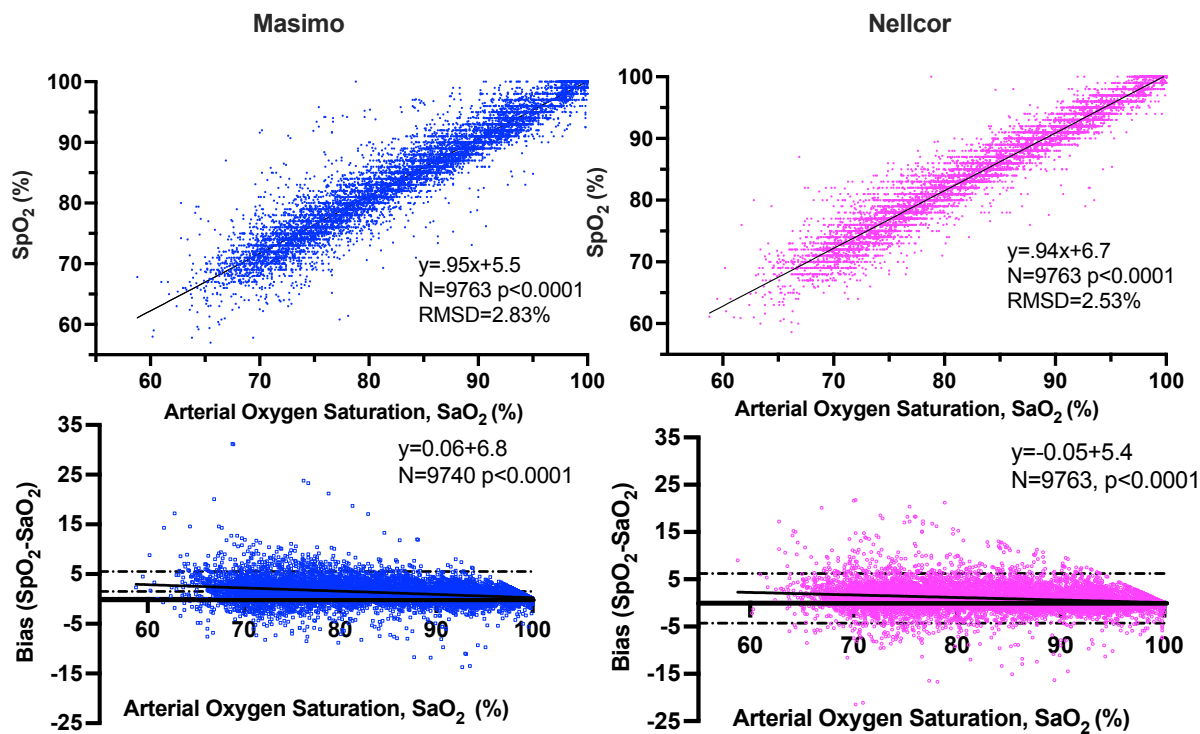 Masimo
Nellcor
100
90
80
70
60
SpO2 (%)
y=.95x+5.5
N=9763 p<0.0001
RMSD=2.83%
60 70 80 90 100
Arterial Oxygen Saturation, SaO2 (%)
100
90
80
70
60
SpO2 (%)
y=.94x+6.7
N=9763 p<0.0001
RMSD=2.53%
60 70 80 90 100
Arterial Oxygen Saturation, SaO2 (%)
35
25
15
5
-5
-15
-25
Bias (SpO2-SaO2)
y=0.06+6.8
N=9740 p<0.0001
60 70 80 90 100
Arterial Oxygen Saturation, SaO2 (%)
35
25
15
5
-5
-15
-25
Bias (SpO2-SaO2)
y=-0.05+5.4
N=9763, p<0.0001
60 70 80 90 100
Arterial Oxygen Saturation, SaO2 (%)